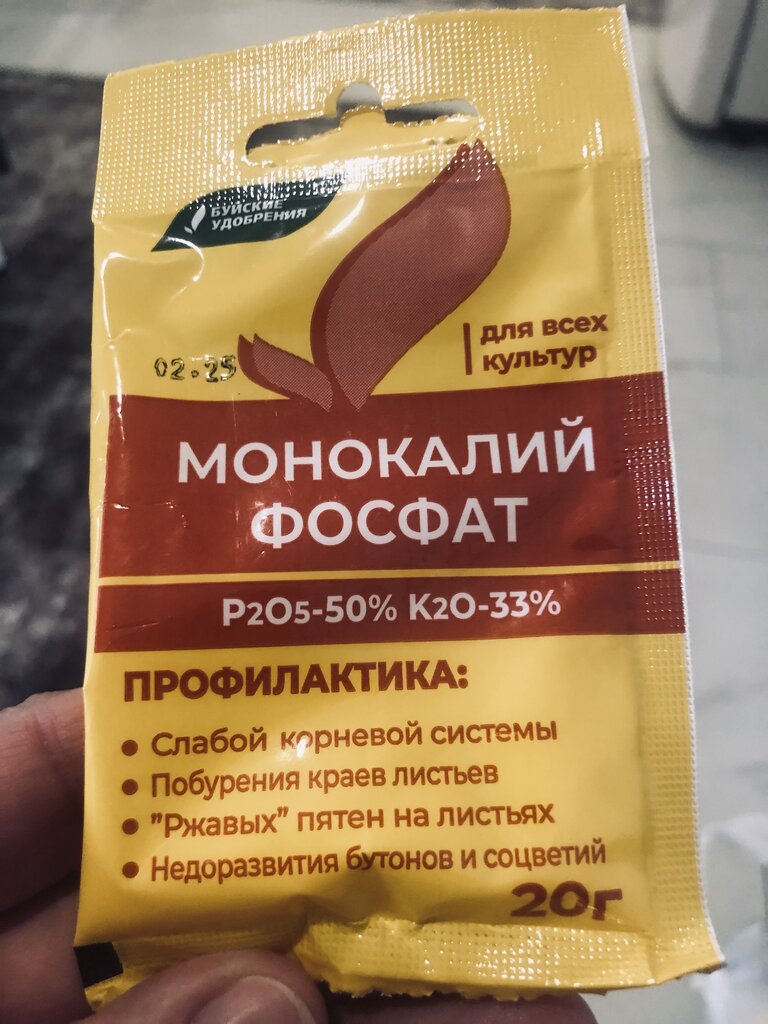 БУЙСКИЕ
УДОБРЕНИЯ
для всех
культур
02.25
МОНОКАЛИЙ
ФОСФАТ
P2O5-50% K2O-33%
ПРОФИЛАКТИКА:
• Слабой корневой системы
• Побурения краев листьев
• "Ржавых" пятен на листьях
• Недоразвития бутонов и соцветий
20г